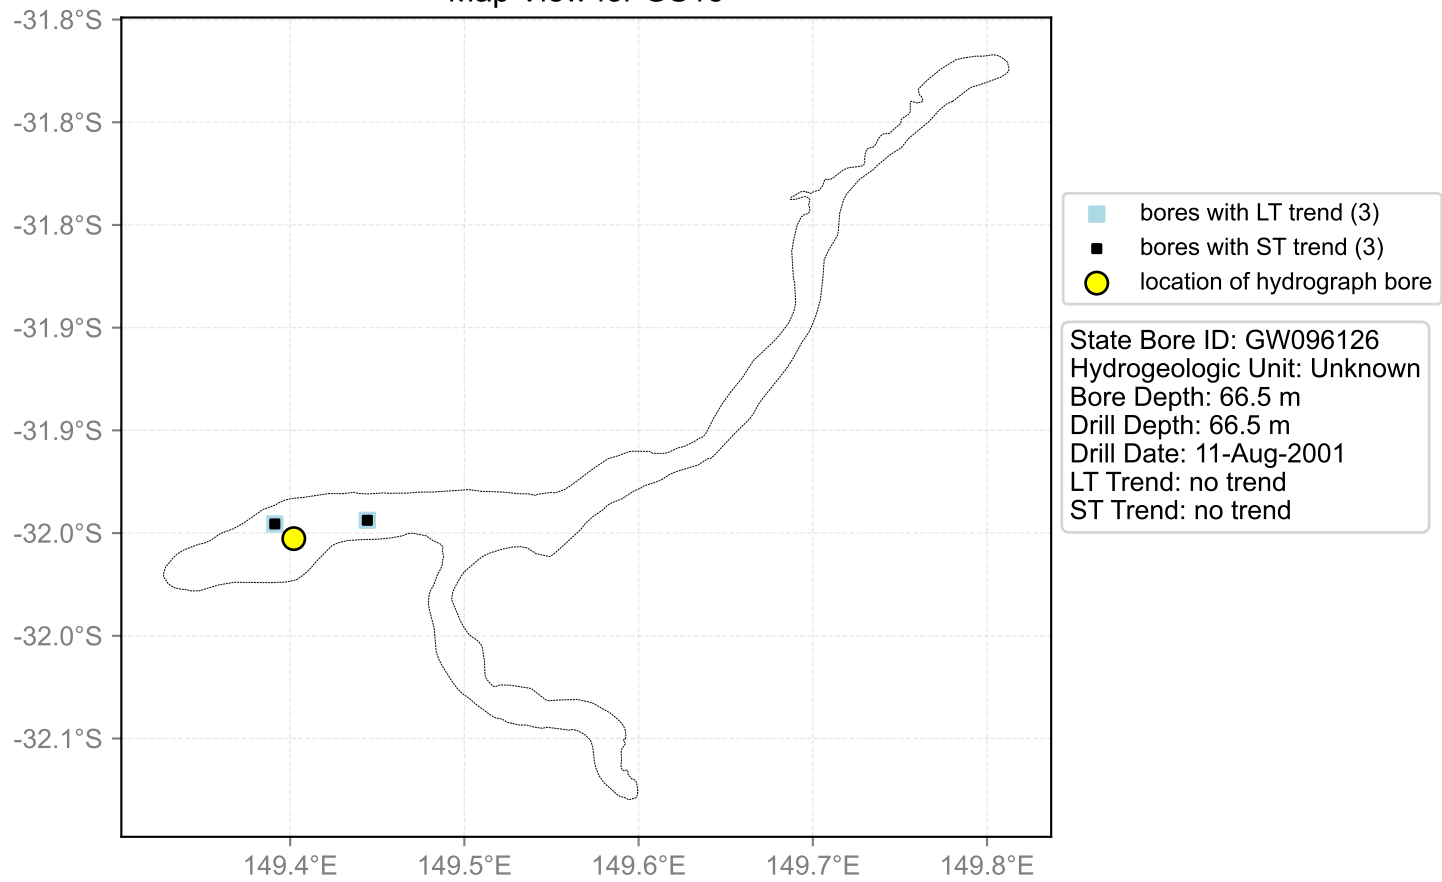 -31.8°S
-31.8°S
-31.8°S
-31.9°S
-31.9°S
-32.0°S
-32.0°S
-32.1°S
149.4°E
149.5°E
149.6°E
149.7°E
149.8°E
bores with LT trend (3)
bores with ST trend (3)
location of hydrograph bore
State Bore ID: GW096126
Hydrogeologic Unit: Unknown
Bore Depth: 66.5 m
Drill Depth: 66.5 m
Drill Date: 11-Aug-2001
LT Trend: no trend
ST Trend: no trend